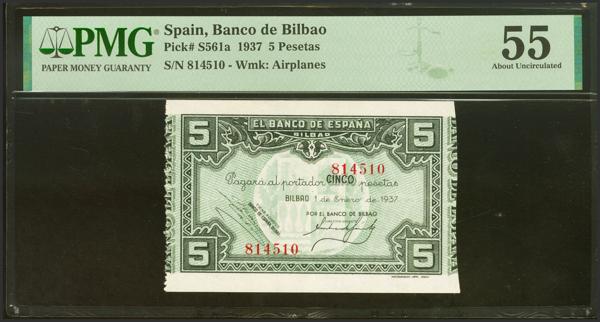 PMG
PAPER MONEY GUARANTY
Spain, Banco de Bilbao
Pick# S561a 1937 5 Pesetas
S/N 814510 - Wmk: Airplanes
55
About Uncirculated
EL BANCO DE ESPAÑA
BILBAO
5
5
814510
Pagará al portador CINCO pesetas
BILBAO 1 de Enero de 1937
POR EL BANCO DE BILBAO
814510
5
5